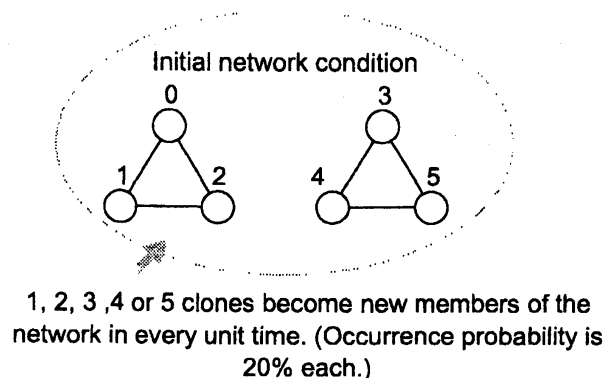 Initial network condition
0 3
1 2 4 5
1, 2, 3 ,4 or 5 clones become new members of the
network in every unit time. (Occurrence probability is
20% each.)